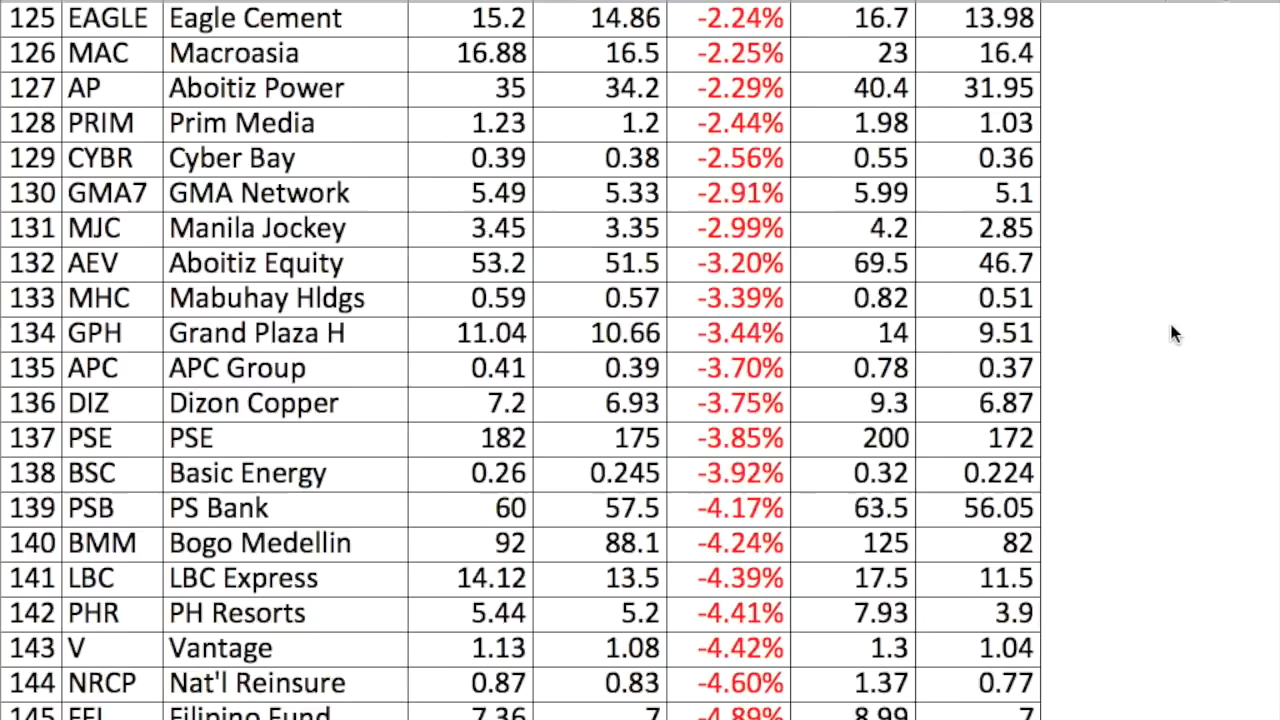 125 EAGLE Eagle Cement 15.2 14.86 -2.24% 16.7 13.98
126 MAC Macroasia 16.88 16.5 -2.25% 23 16.4
127 AP Aboitiz Power 35 34.2 -2.29% 40.4 31.95
128 PRIM Prim Media 1.23 1.2 -2.44% 1.98 1.03
129 CYBR Cyber Bay 0.39 0.38 -2.56% 0.55 0.36
130 GMA7 GMA Network 5.49 5.33 -2.91% 5.99 5.1
131 MJC Manila Jockey 3.45 3.35 -2.99% 4.2 2.85
132 AEV Aboitiz Equity 53.2 51.5 -3.20% 69.5 46.7
133 MHC Mabuhay Hldgs 0.59 0.57 -3.39% 0.82 0.51
134 GPH Grand Plaza H 11.04 10.66 -3.44% 14 9.51
135 APC APC Group 0.41 0.39 -3.70% 0.78 0.37
136 DIZ Dizon Copper 7.2 6.93 -3.75% 9.3 6.87
137 PSE PSE 182 175 -3.85% 200 172
138 BSC Basic Energy 0.26 0.245 -3.92% 0.32 0.224
139 PSB PS Bank 60 57.5 -4.17% 63.5 56.05
140 BMM Bogo Medellin 92 88.1 -4.24% 125 82
141 LBC LBC Express 14.12 13.5 -4.39% 17.5 11.5
142 PHR PH Resorts 5.44 5.2 -4.41% 7.93 3.9
143 V Vantage 1.13 1.08 -4.42% 1.3 1.04
144 NRCP Nat'l Reinsure 0.87 0.83 -4.60% 1.37 0.77
145 Filipino Fund 7.36 7 -4.89% 8.99 7